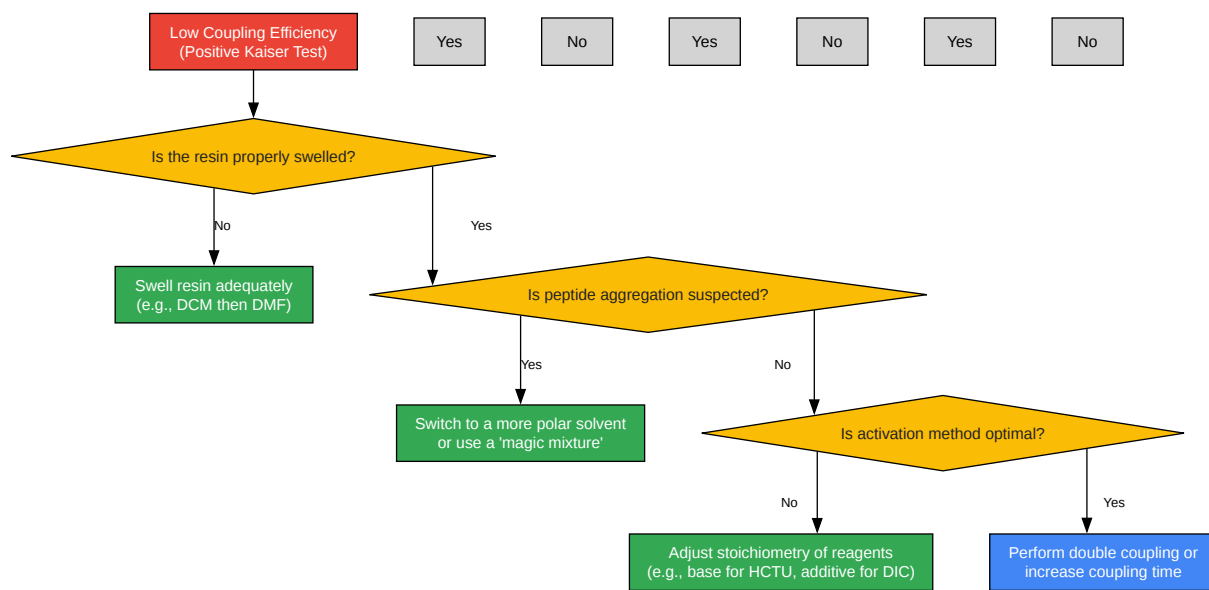 Low Coupling Efficiency
(Positive Kaiser Test)
Yes
No
Yes
No
Yes
No
Is the resin properly swelled?
No
Yes
Swell resin adequately
(e.g., DCM then DMF)
Is peptide aggregation suspected?
Yes
No
Switch to a more polar solvent
or use a 'magic mixture'
Is activation method optimal?
No
Yes
Adjust stoichiometry of reagents
(e.g., base for HCTU, additive for DIC)
Perform double coupling or
increase coupling time